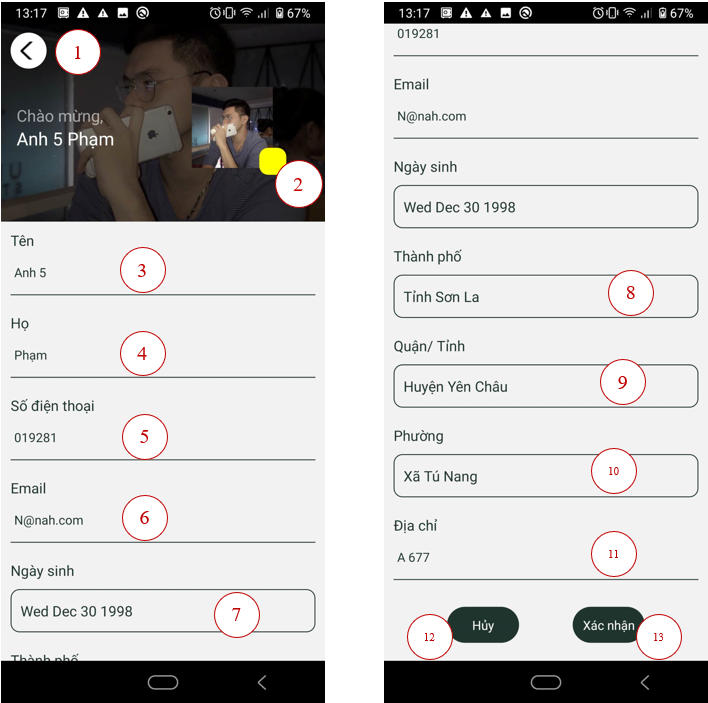 13:17 67%
1
Chào mừng,
Anh 5 Phạm
2
Tên
Anh 5
3
Họ
Phạm
4
Số điện thoại
019281
5
Email
N@nah.com
6
Ngày sinh
Wed Dec 30 1998
7
13:17 67%
019281
Email
N@nah.com
Ngày sinh
Wed Dec 30 1998
Thành phố
Tỉnh Sơn La
8
Quận/ Tỉnh
Huyện Yên Châu
9
Phường
Xã Tú Nang
10
Địa chỉ
A 677
11
12 Hủy Xác nhận 13